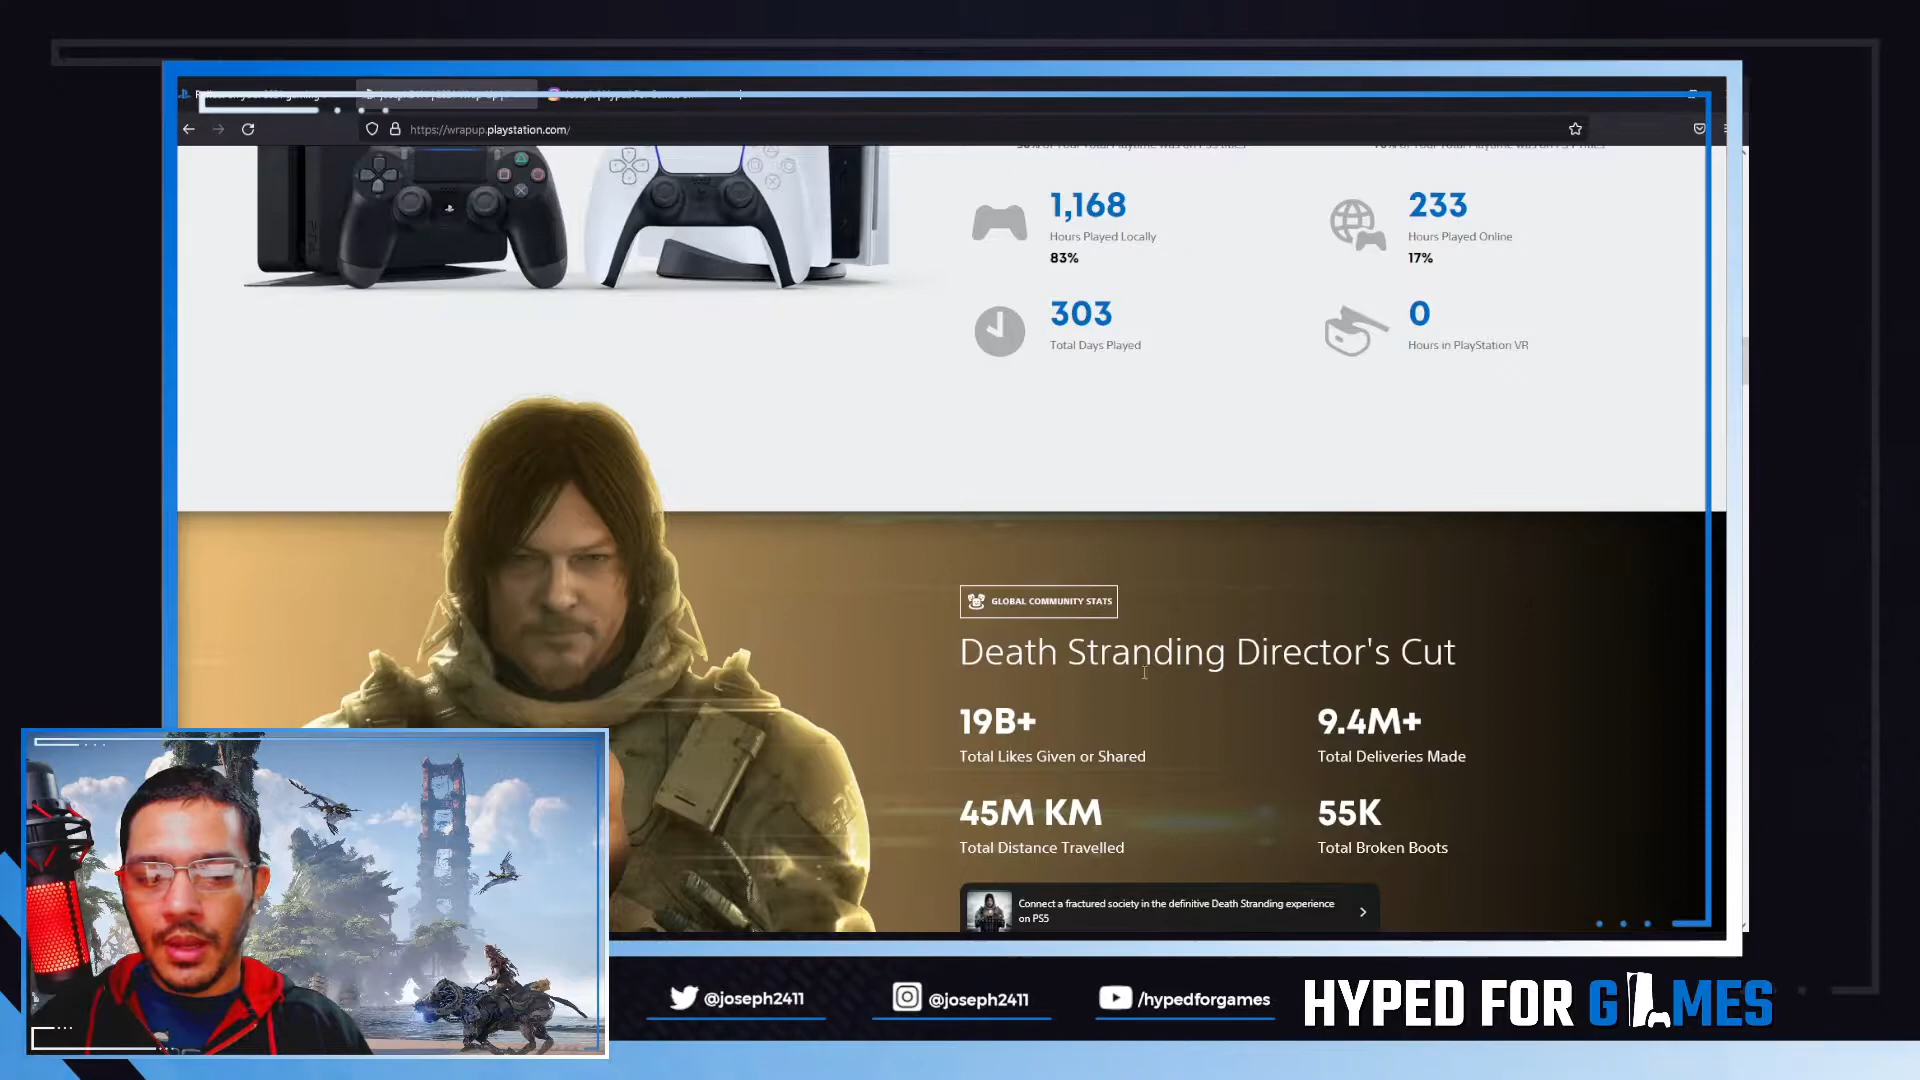 https://wrapup.playstation.com/
1,168
Hours Played Locally
83%
233
Hours Played Online
17%
303
Total Days Played
0
Hours in PlayStation VR
GLOBAL COMMUNITY STATS
Death Stranding Director's Cut
19B+
Total Likes Given or Shared
9.4M+
Total Deliveries Made
45M KM
Total Distance Travelled
55K
Total Broken Boots
Connect a fractured society in the definitive Death Stranding experience
on PS5
@joseph2411
@joseph2411
/hypedforgames
HYPED FOR GAMES